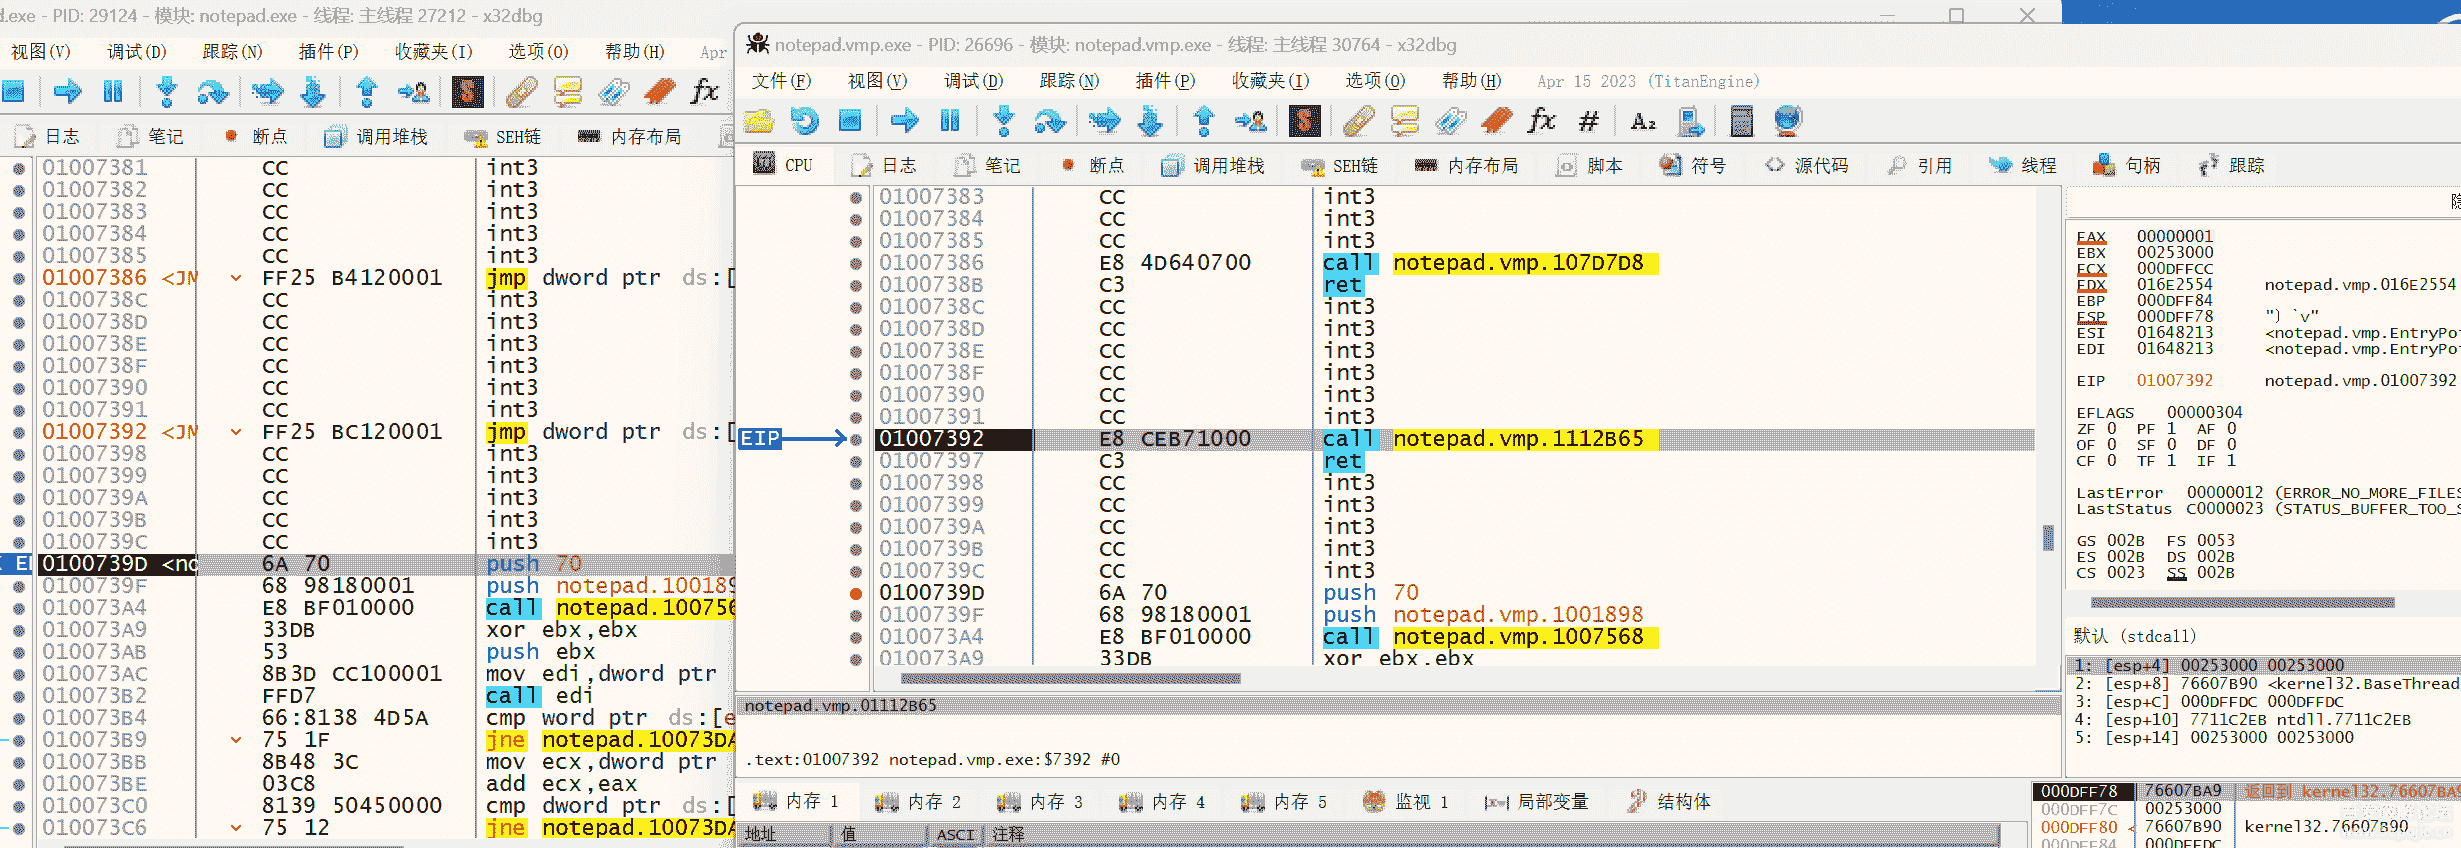 d.exe - PID: 29124 - 模块: notepad.exe - 线程: 主线程 27212 - x32dbg
视图(V) 调试(D) 跟踪(N) 插件(P) 收藏夹(I) 选项(O) 帮助(H) Apr
日志 笔记 断点 调用堆栈 SEH链 内存布局
01007381 CC int3
01007382 CC int3
01007383 CC int3
01007384 CC int3
01007385 CC int3
01007386 <JM FF25 B4120001 jmp dword ptr ds:[
0100738C CC int3
0100738D CC int3
0100738E CC int3
0100738F CC int3
01007390 CC int3
01007391 CC int3
01007392 <JM FF25 BC120001 jmp dword ptr ds:[
01007398 CC int3
01007399 CC int3
0100739A CC int3
0100739B CC int3
0100739C CC int3
0100739D <no 6A 70 push 70
0100739F 68 98180001 push notepad.100189
010073A4 E8 BF010000 call notepad.100756
010073A9 33DB xor ebx,ebx
010073AB 53 push ebx
010073AC 8B3D CC100001 mov edi,dword ptr
010073B2 FFD7 call edi
010073B4 66:8138 4D5A cmp word ptr ds:[e
010073B9 75 1F jne notepad.10073DA
010073BB 8B48 3C mov ecx,dword ptr
010073BE 03C8 add ecx,eax
010073C0 8139 50450000 cmp dword ptr ds:[
010073C6 75 12 jne notepad.10073DA
notepad.vmp.exe - PID: 26696 - 模块: notepad.vmp.exe - 线程: 主线程 30764 - x32dbg
文件(F) 视图(V) 调试(D) 跟踪(N) 插件(P) 收藏夹(I) 选项(O) 帮助(H) Apr 15 2023 (TitanEngine)
CPU 日志 笔记 断点 调用堆栈 SEH链 内存布局 脚本 符号 源代码 引用 线程 句柄 跟踪
01007383 CC int3
01007384 CC int3
01007385 CC int3
01007386 E8 4D640700 call notepad.vmp.107D7D8
0100738B C3 ret
0100738C CC int3
0100738D CC int3
0100738E CC int3
0100738F CC int3
01007390 CC int3
01007391 CC int3
EIP 01007392 E8 CEB71000 call notepad.vmp.1112B65
01007397 C3 ret
01007398 CC int3
01007399 CC int3
0100739A CC int3
0100739B CC int3
0100739C CC int3
0100739D 6A 70 push 70
0100739F 68 98180001 push notepad.vmp.1001898
010073A4 E8 BF010000 call notepad.vmp.1007568
010073A9 33DB xor ebx,ebx
notepad.vmp.01112B65
.text:01007392 notepad.vmp.exe:$7392 #0
内存 1 内存 2 内存 3 内存 4 内存 5 监视 1 局部变量 结构体
地址 值 ASCI 注释
EAX 00000001
EBX 00253000
ECX 000DFFCC
EDX 016E2554 notepad.vmp.016E2554
EBP 000DFF84
ESP 000DFF78 ") `v"
ESI 01648213 <notepad.vmp.EntryPo
EDI 01648213 <notepad.vmp.EntryPo
EIP 01007392 notepad.vmp.01007392
EFLAGS 00000304
ZF 0 PF 1 AF 0
OF 0 SF 0 DF 0
CF 0 TF 1 IF 1
LastError 00000012 (ERROR_NO_MORE_FILES
LastStatus C0000023 (STATUS_BUFFER_TOO_S
GS 002B FS 0053
ES 002B DS 002B
CS 0023 SS 002B
默认 (stdcall)
1: [esp+4] 00253000 00253000
2: [esp+8] 76607B90 <kernel32.BaseThread
3: [esp+C] 000DFFDC 000DFFDC
4: [esp+10] 7711C2EB ntdll.7711C2EB
5: [esp+14] 00253000 00253000
000DFF78 76607BA9 返回到 kernel32.76607BA9
000DFF7C 00253000
000DFF80 < 76607B90 kernel32.76607B90
000DFF84 000DFFDC